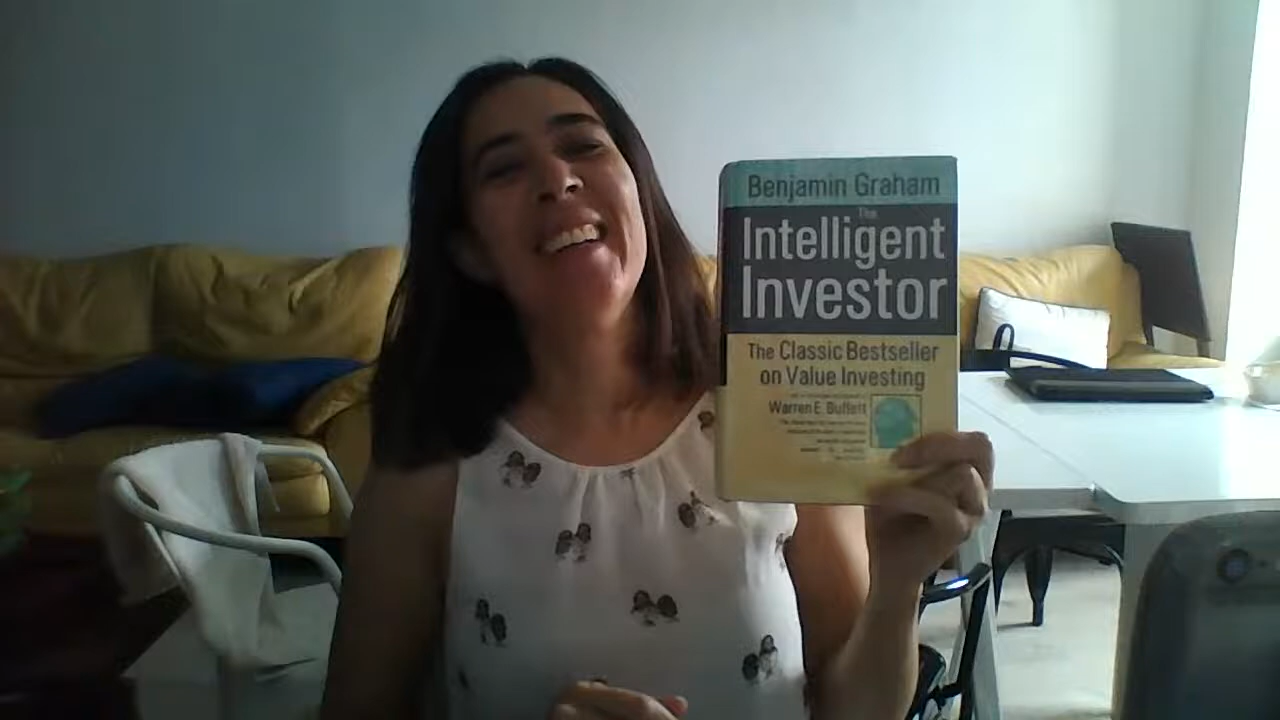 Benjamin Graham
The
Intelligent
Investor
The Classic Bestseller
on Value Investing
Warren E. Buffett